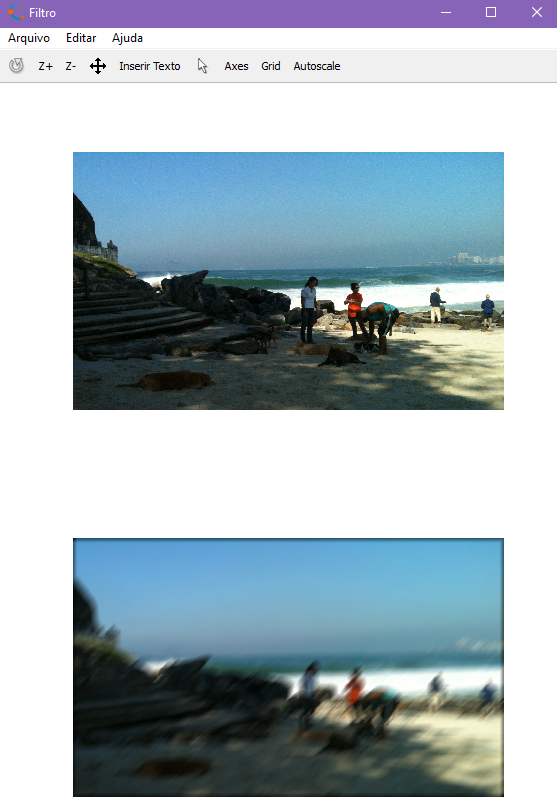 Filtro
Arquivo Editar Ajuda
Z+ Z- Inserir Texto Axes Grid Autoscale